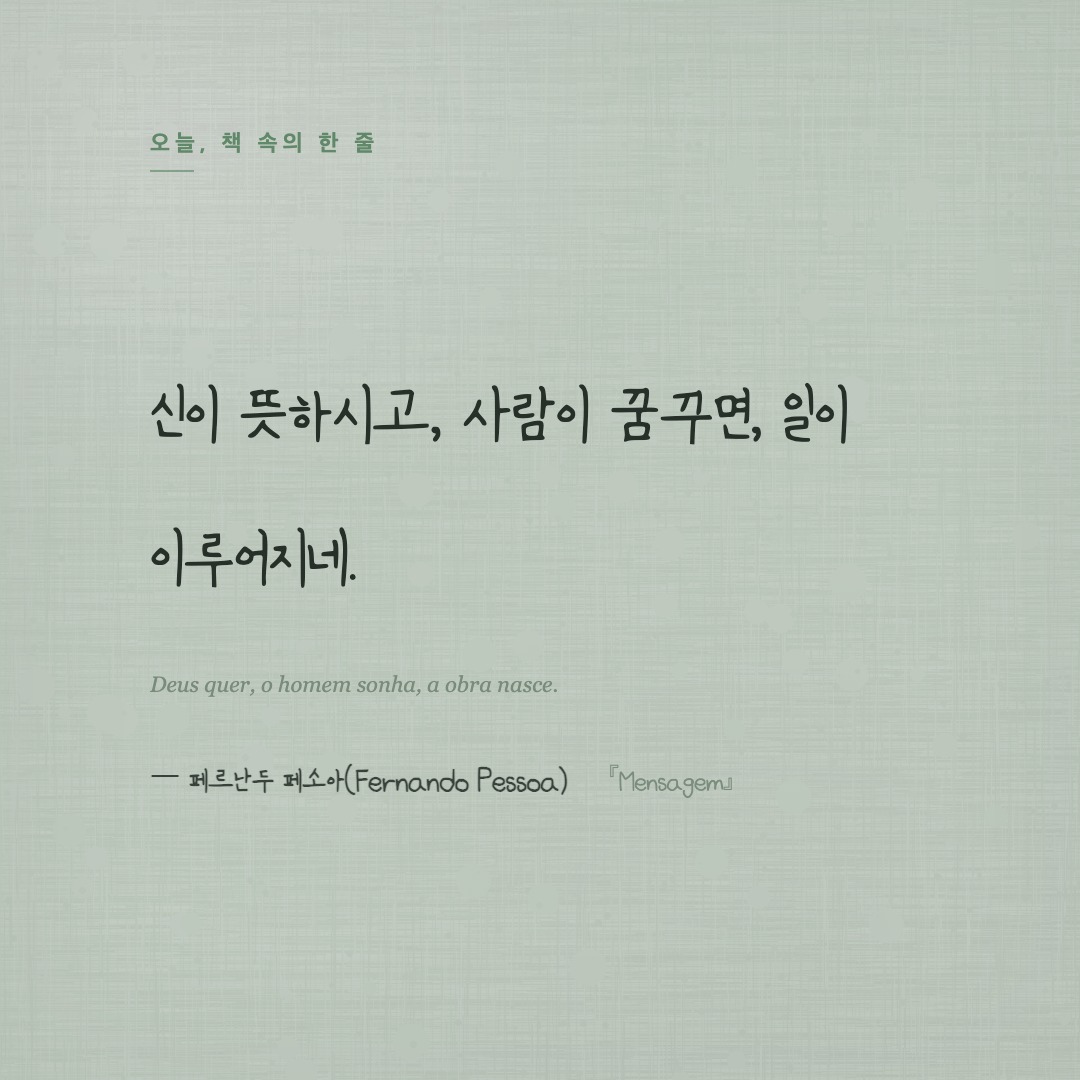 오늘, 책 속의 한 줄
신이 뜻하시고, 사람이 꿈꾸면, 일이
이루어지네.
Deus quer, o homem sonha, a obra nasce.
— 페르난두 페소아(Fernando Pessoa) 『Mensagem』